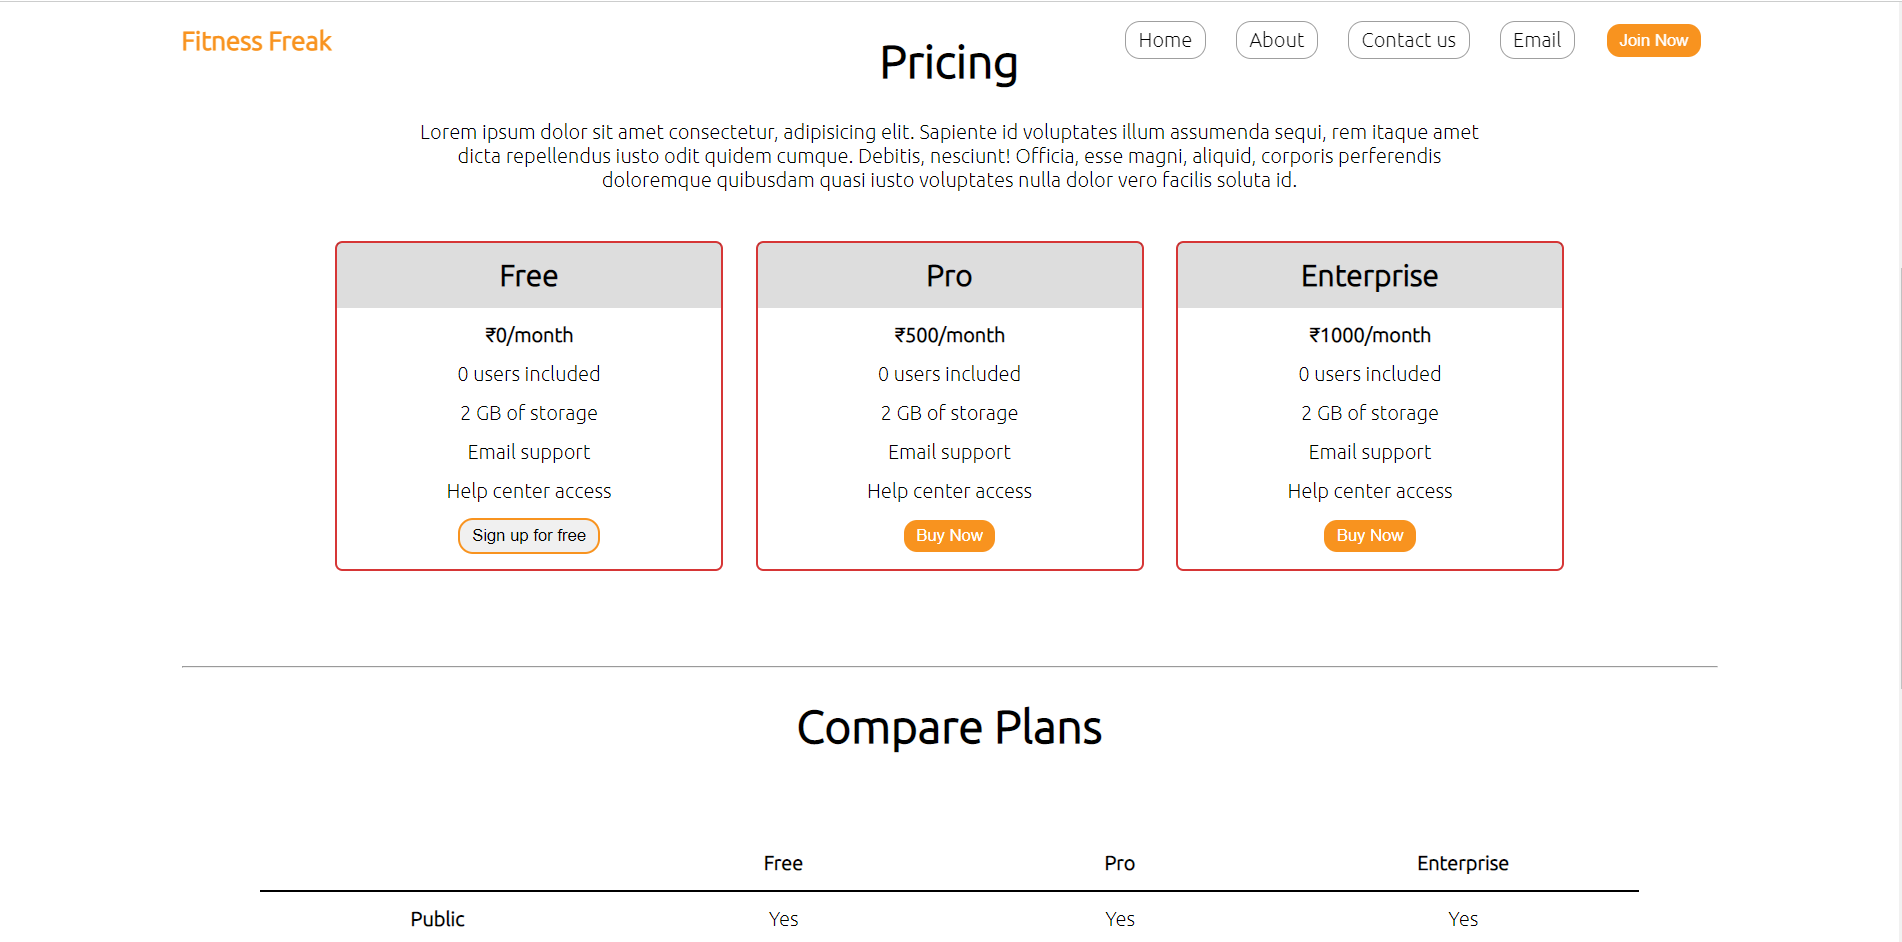 Fitness Freak
Home
About
Contact us
Email
Join Now
Pricing
Lorem ipsum dolor sit amet consectetur, adipisicing elit. Sapiente id voluptates illum assumenda sequi, rem itaque amet
dicta repellendus iusto odit quidem cumque. Debitis, nesciunt! Officia, esse magni, aliquid, corporis perferendis
doloremque quibusdam quasi iusto voluptates nulla dolor vero facilis soluta id.
Free
₹0/month
0 users included
2 GB of storage
Email support
Help center access
Sign up for free
Pro
₹500/month
0 users included
2 GB of storage
Email support
Help center access
Buy Now
Enterprise
₹1000/month
0 users included
2 GB of storage
Email support
Help center access
Buy Now
Compare Plans
Free Pro Enterprise
Public Yes Yes Yes